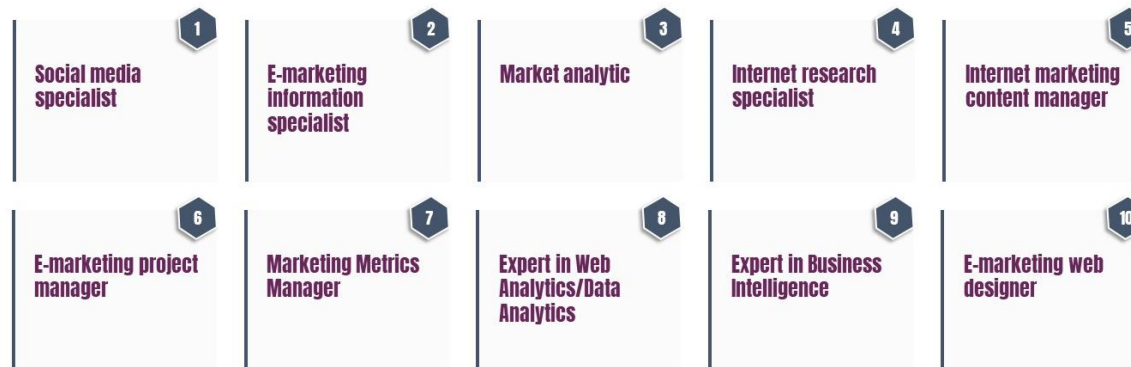 1
Social media
specialist
2
E-marketing
information
specialist
3
Market analytic
4
Internet research
specialist
5
Internet marketing
content manager
6
E-marketing project
manager
7
Marketing Metrics
Manager
8
Expert in Web
Analytics/Data
Analytics
9
Expert in Business
Intelligence
10
E-marketing web
designer